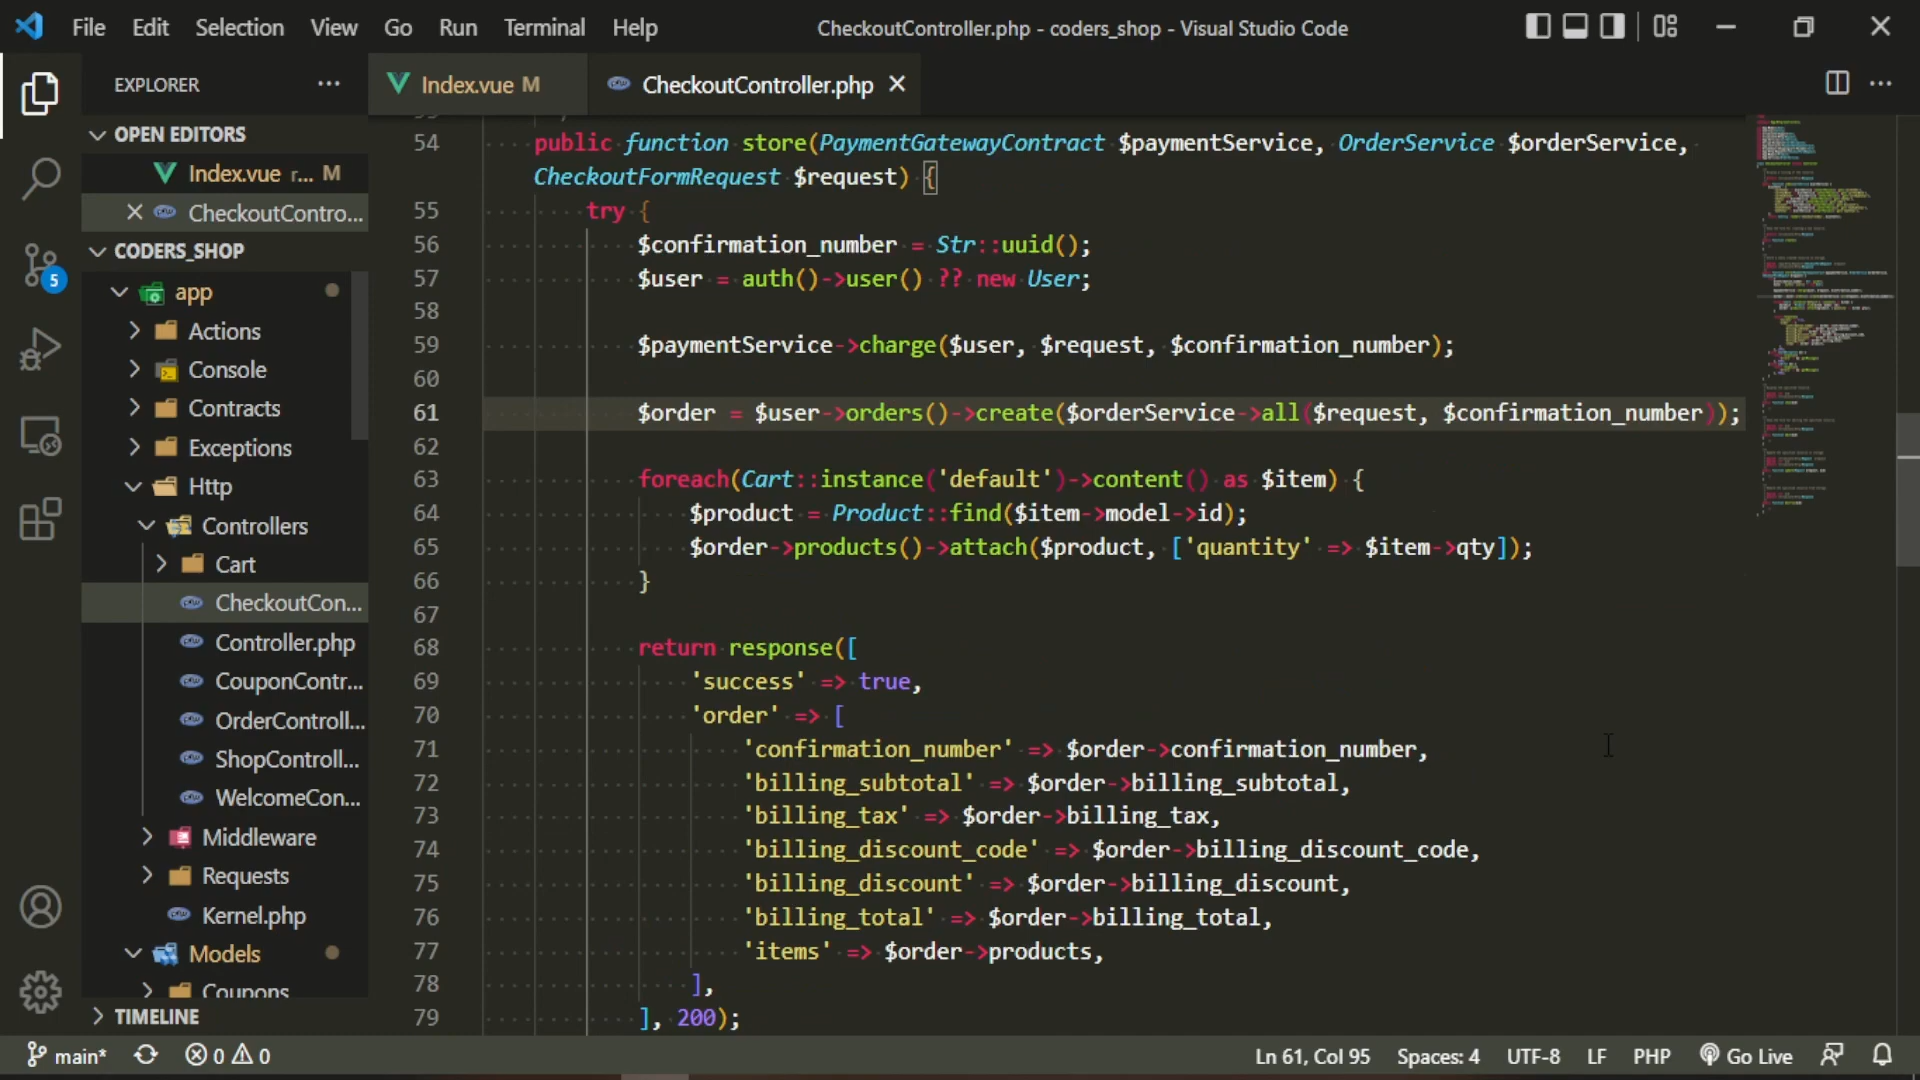 File Edit Selection View Go Run Terminal Help
CheckoutController.php - coders_shop - Visual Studio Code
EXPLORER
Index.vue M
CheckoutController.php
OPEN EDITORS
Index.vue r... M
CheckoutContro...
CODERS_SHOP
app
Actions
Console
Contracts
Exceptions
Http
Controllers
Cart
CheckoutCon...
Controller.php
CouponContr...
OrderControll...
ShopControll...
WelcomeCon...
Middleware
Requests
Kernel.php
Models
Coupons
TIMELINE
5
54 public function store(PaymentGatewayContract $paymentService, OrderService $orderService,
CheckoutFormRequest $request) {
55 try {
56 $confirmation_number = Str::uuid();
57 $user = auth()->user() ?? new User;
58
59 $paymentService->charge($user, $request, $confirmation_number);
60
61 $order = $user->orders()->create($orderService->all($request, $confirmation_number));
62
63 foreach(Cart::instance('default')->content() as $item) {
64 $product = Product::find($item->model->id);
65 $order->products()->attach($product, ['quantity' => $item->qty]);
66 }
67
68 return response([
69 'success' => true,
70 'order' => [
71 'confirmation_number' => $order->confirmation_number,
72 'billing_subtotal' => $order->billing_subtotal,
73 'billing_tax' => $order->billing_tax,
74 'billing_discount_code' => $order->billing_discount_code,
75 'billing_discount' => $order->billing_discount,
76 'billing_total' => $order->billing_total,
77 'items' => $order->products,
78 ],
79 ], 200);
main* 0 0
Ln 61, Col 95 Spaces: 4 UTF-8 LF PHP Go Live